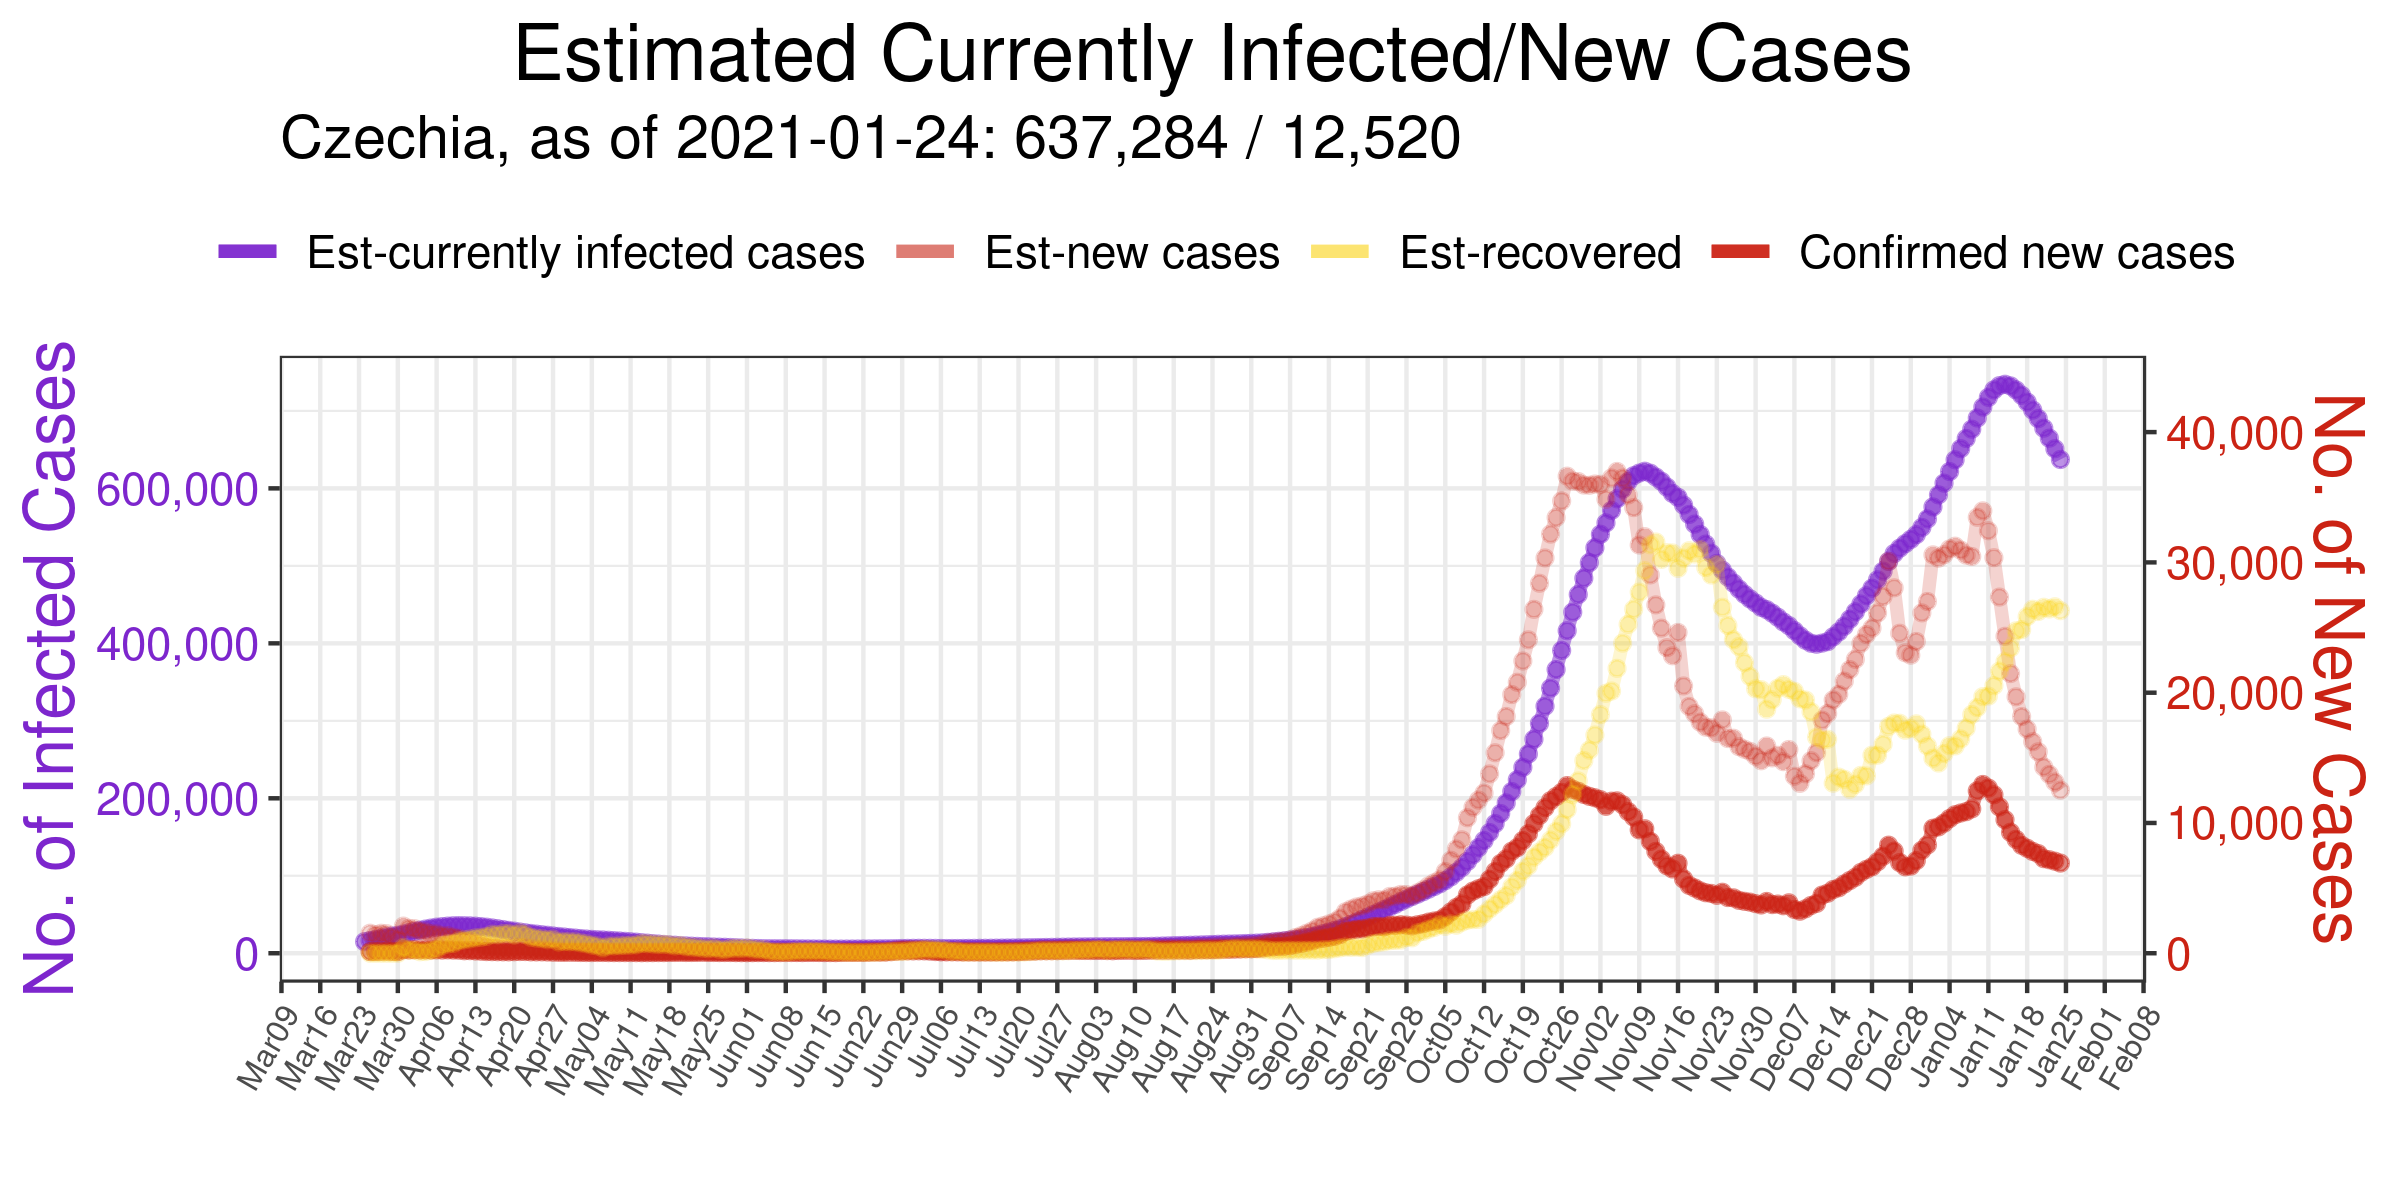 Estimated Currently Infected/New Cases
Czechia, as of 2021-01-24: 637,284 / 12,520
Est-currently infected cases Est-new cases Est-recovered Confirmed new cases
No. of Infected Cases
600,000
400,000
200,000
0
40,000
30,000
20,000
10,000
0
No. of New Cases
Mar09 Mar16 Mar23 Mar30 Apr06 Apr13 Apr20 Apr27 May04 May11 May18 May25 Jun01 Jun08 Jun15 Jun22 Jun29 Jul06 Jul13 Jul20 Jul27 Aug03 Aug10 Aug17 Aug24 Aug31 Sep07 Sep14 Sep21 Sep28 Oct05 Oct12 Oct19 Oct26 Nov02 Nov09 Nov16 Nov23 Nov30 Dec07 Dec14 Dec21 Dec28 Jan04 Jan11 Jan18 Jan25 Feb01 Feb08